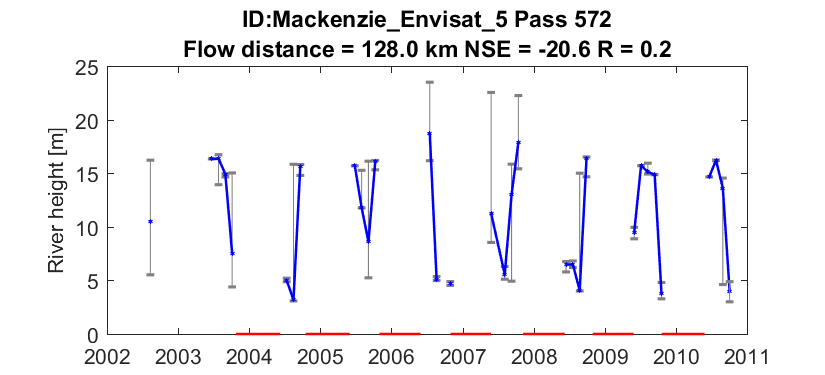 ID:Mackenzie_Envisat_5 Pass 572
Flow distance = 128.0 km NSE = -20.6 R = 0.2
River height [m]
25
20
15
10
5
0
2002 2003 2004 2005 2006 2007 2008 2009 2010 2011